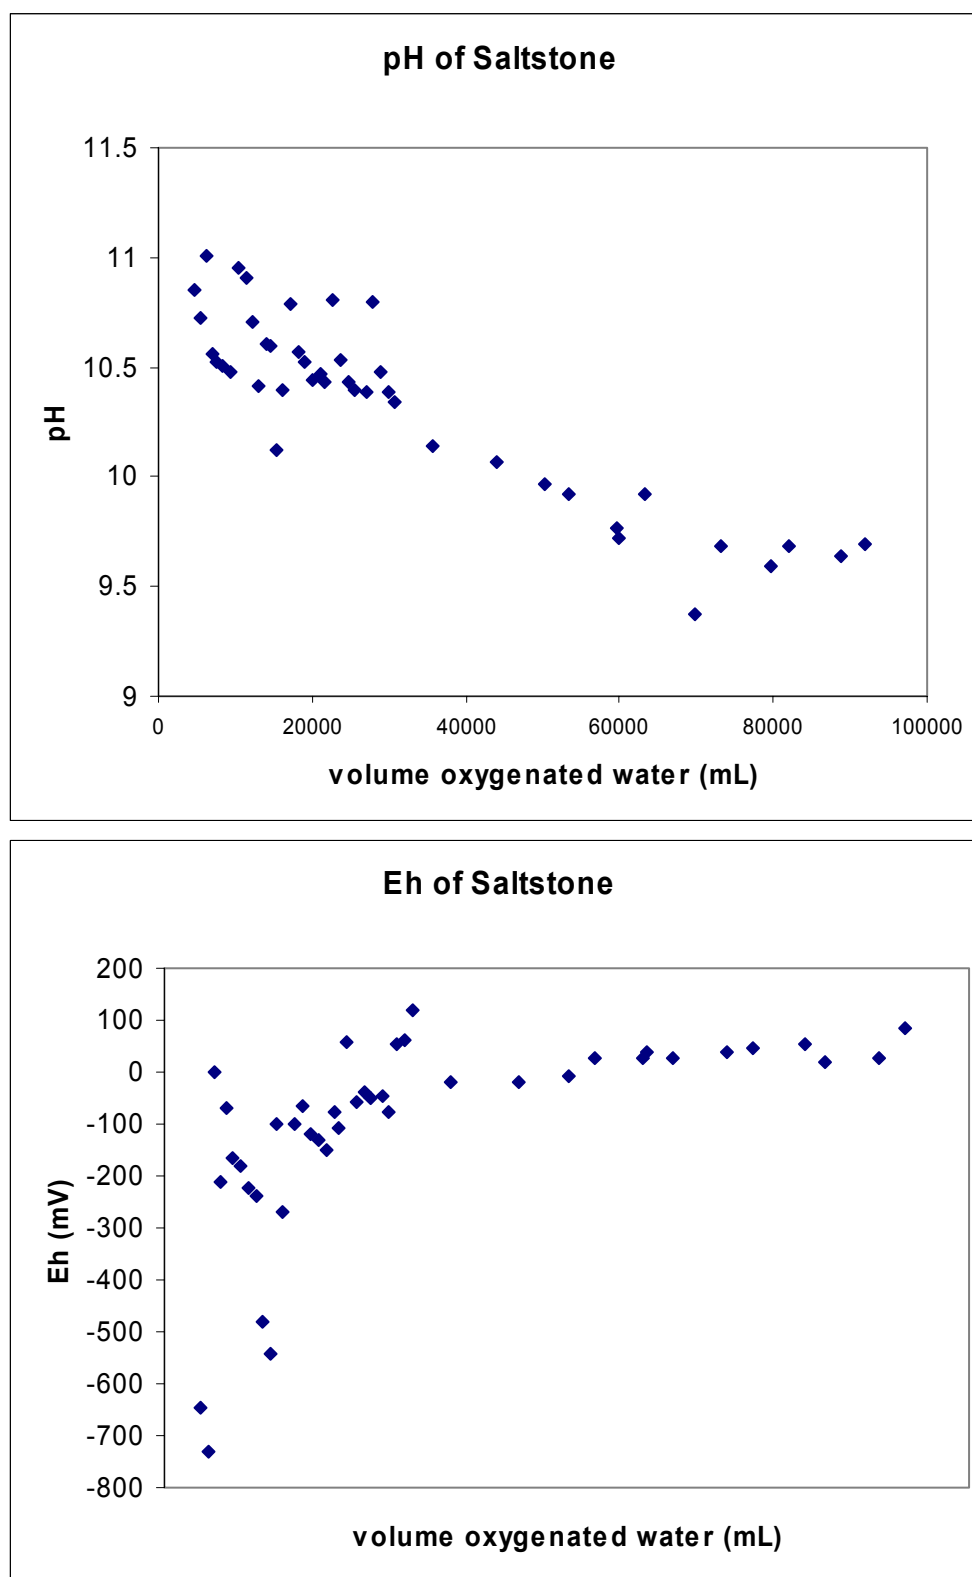 pH of Saltstone
11.5
11
10.5
10
9.5
9
pH
0 20000 40000 60000 80000 100000
volume oxygenated water (mL)
Eh of Saltstone
200
100
0
-100
-200
-300
-400
-500
-600
-700
-800
Eh (mV)
volume oxygenated water (mL)